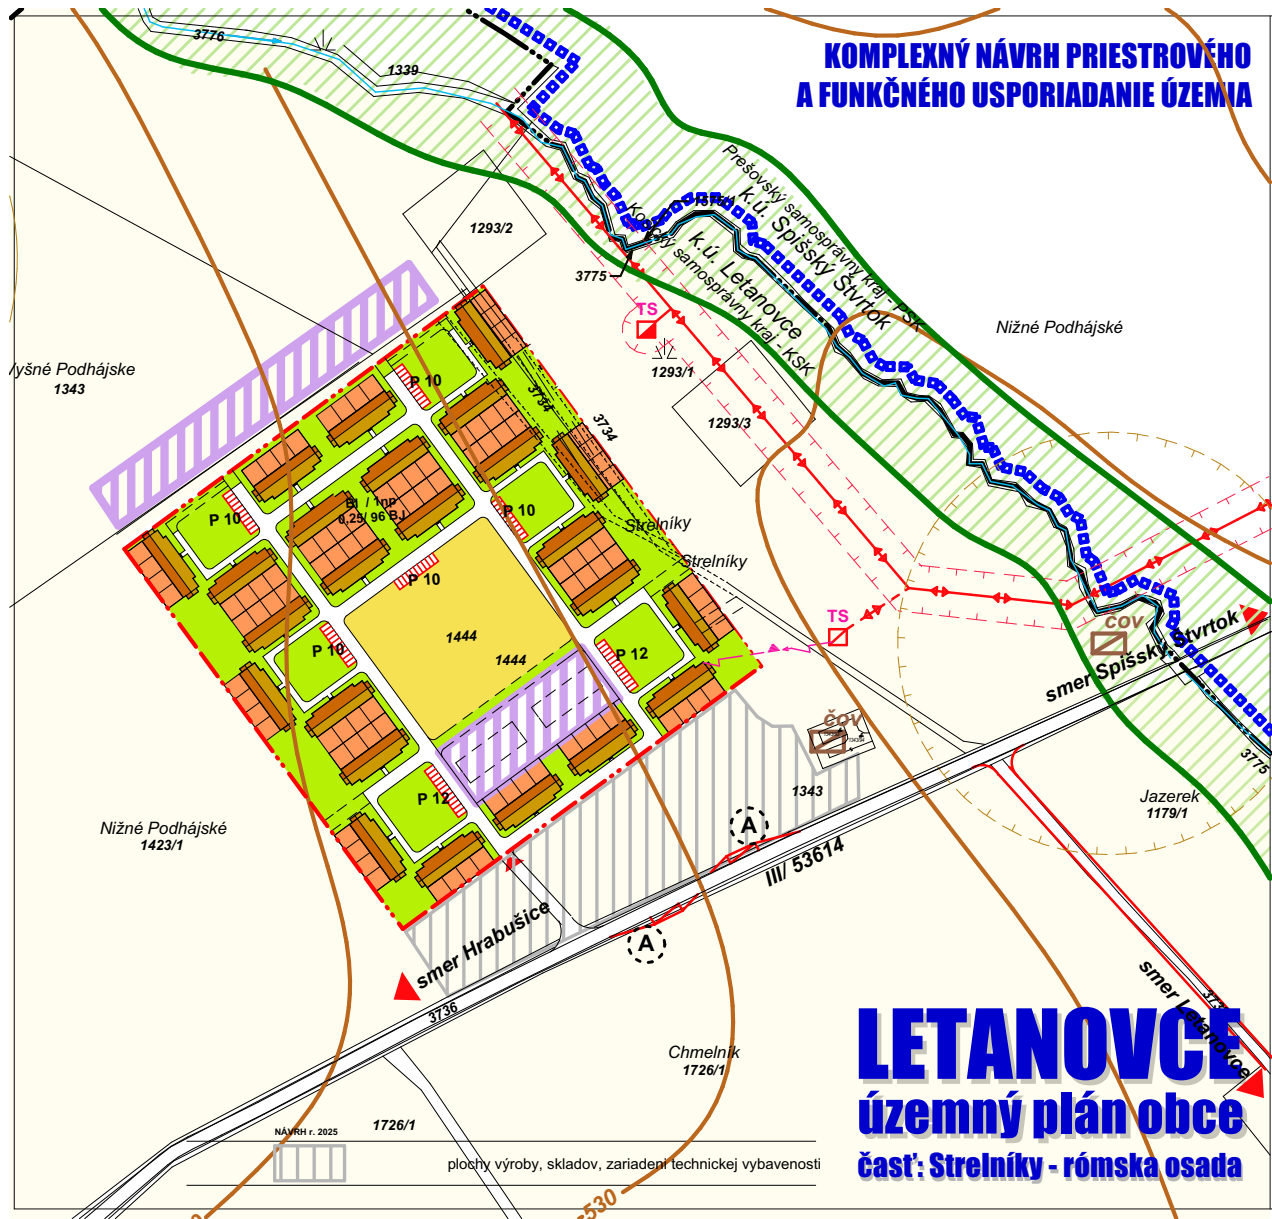 KOMPLEXNÝ NÁVRH PRIESTROVÉHO
A FUNKČNÉHO USPORIADANIE ÚZEMIA
3776
1339
Prešovský samosprávny kraj - PSK
k.ú. Spišský Štvrtok
k.ú. Letanovce
samosprávny kraj - KSK
1293/2
3775
TS
Nižné Podhájské
1293/1
1293/3
yšné Podhájske
1343
P 10
3734
3734
P 10
BI / 1np
0,25/ 96 B.J.
P 10
Strelníky
Strelníky
P 10
1444
1444
P 10
P 12
TS
ČOV
smer Spišský Štvrtok
ČOV
1343
3775
Jazerek
1179/1
P 12
Nižné Podhájské
1423/1
A
III/ 53614
smer Hrabušice
A
3736
smer Letanovce
Chmelník
1726/1
1726/1
LETANOVCE
územný plán obce
časť: Strelníky - rómska osada
NÁVRH r. 2025
plochy výroby, skladov, zariadení technickej vybavenosti
530